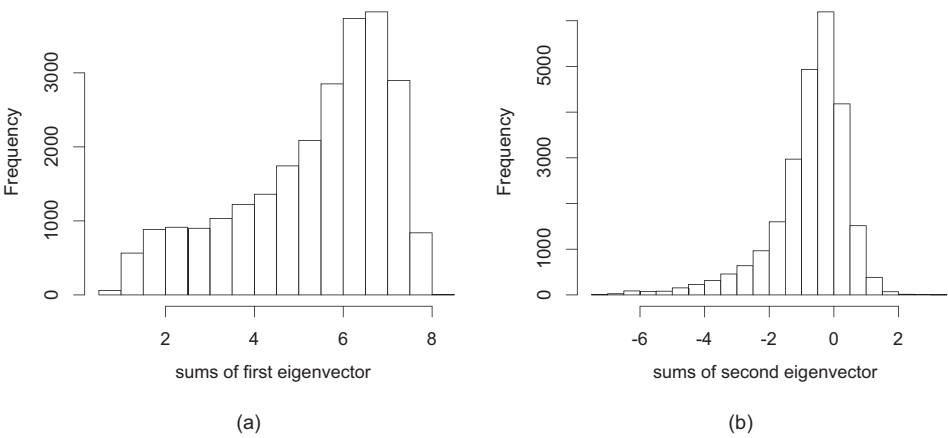 Frequency
0 1000 2000 3000
2 4 6 8
sums of first eigenvector
(a)
Frequency
0 1000 3000 5000
-6 -4 -2 0 2
sums of second eigenvector
(b)